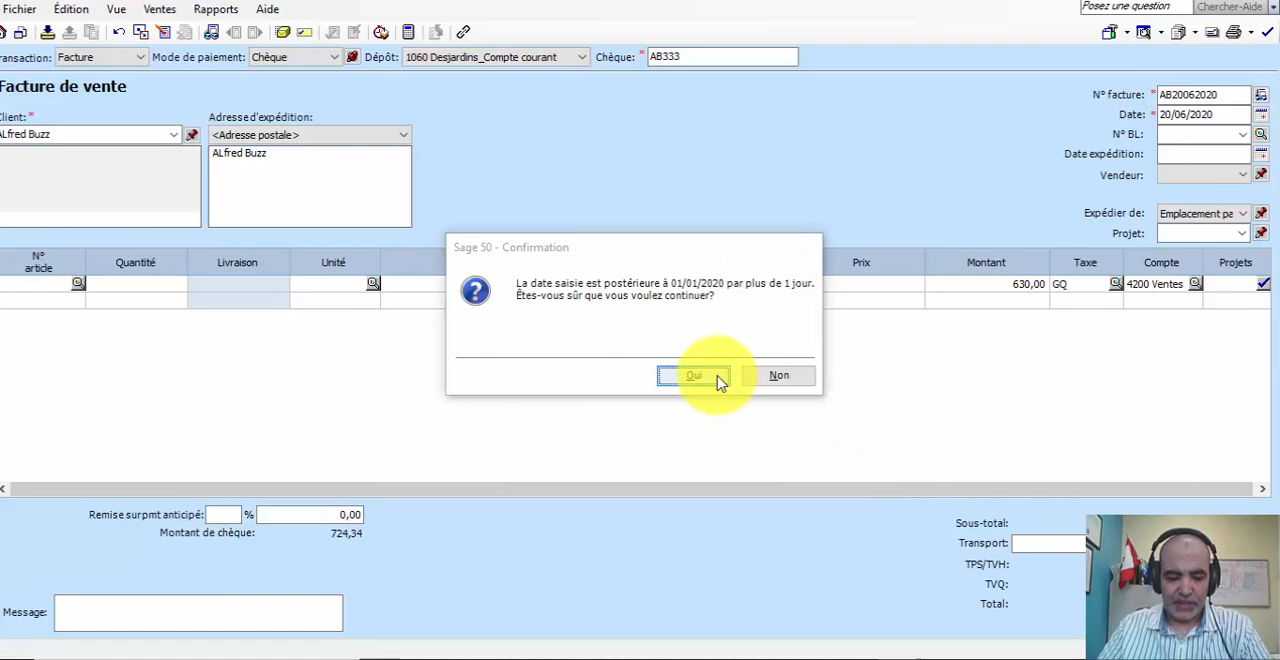 Fichier Édition Vue Ventes Rapports Aide
Posez une question Chercher-Aide
ransaction: Facture Mode de paiement: Chèque Dépôt: 1060 Desjardins_Compte courant Chèque: * AB333
Facture de vente
Client: *
ALfred Buzz
Adresse d'expédition:
<Adresse postale>
ALfred Buzz
N° facture: * AB20062020
Date: * 20/06/2020
N° BL:
Date expédition:
Vendeur:
Expédier de: Emplacement pa
Projet:
N° article Quantité Livraison Unité Prix Montant Taxe Compte Projets
630,00 GQ 4200 Ventes
Sage 50 - Confirmation
La date saisie est postérieure à 01/01/2020 par plus de 1 jour.
Êtes-vous sûr que vous voulez continuer?
Oui Non
Remise sur pmt anticipé: % 0,00
Montant de chèque: 724,34
Sous-total:
Transport:
TPS/TVH:
TVQ:
Total:
Message: